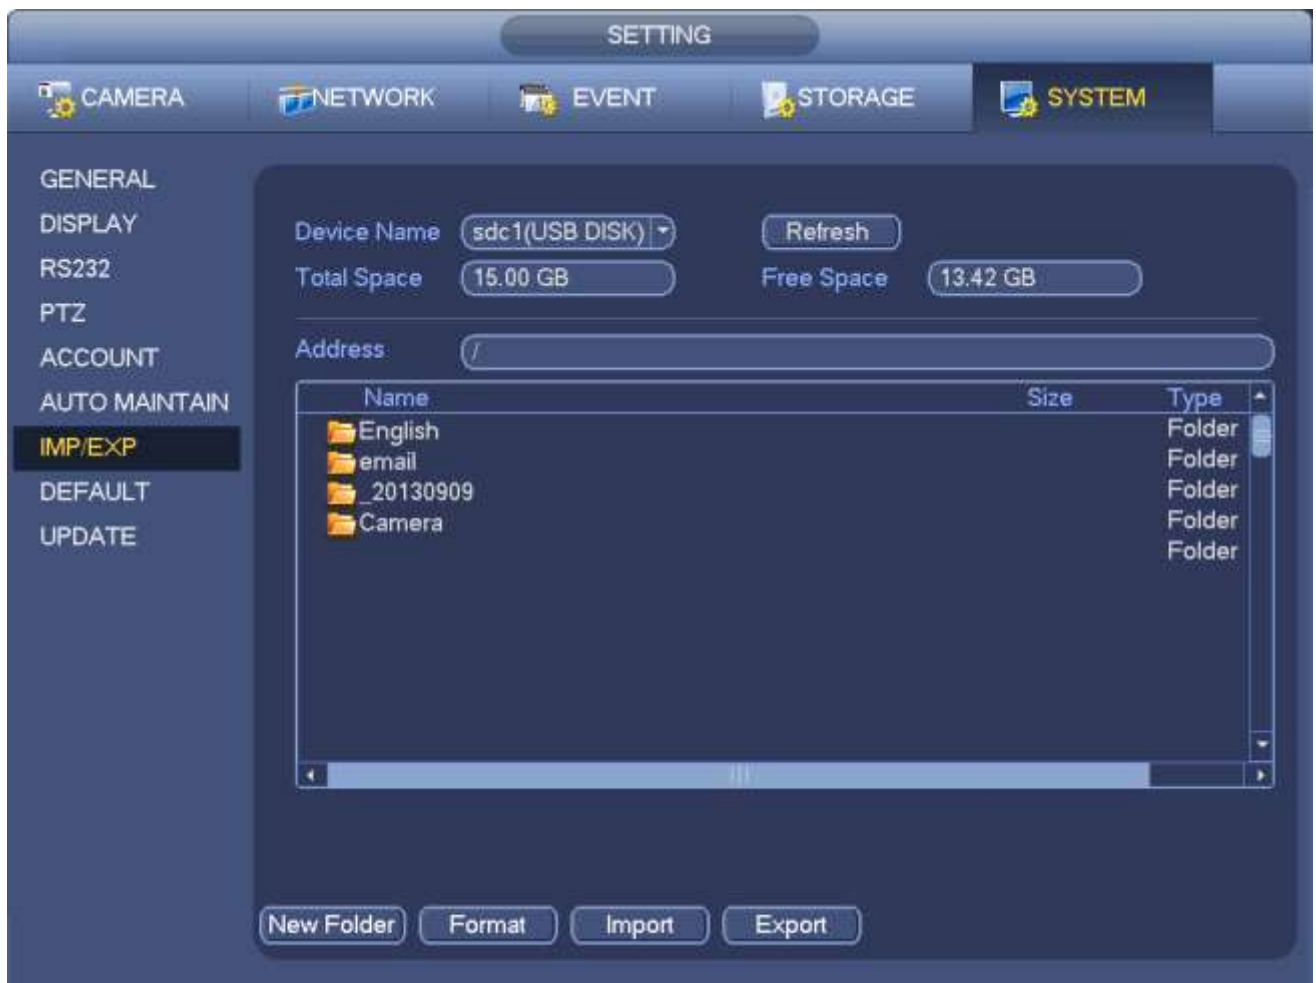 SETTING
CAMERA NETWORK EVENT STORAGE SYSTEM
GENERAL
DISPLAY
RS232
PTZ
ACCOUNT
AUTO MAINTAIN
IMP/EXP
DEFAULT
UPDATE
Device Name sdc1(USB DISK) Refresh
Total Space 15.00 GB Free Space 13.42 GB
Address /
Name Size Type
English Folder
email Folder
_20130909 Folder
Camera Folder
Folder
New Folder Format Import Export